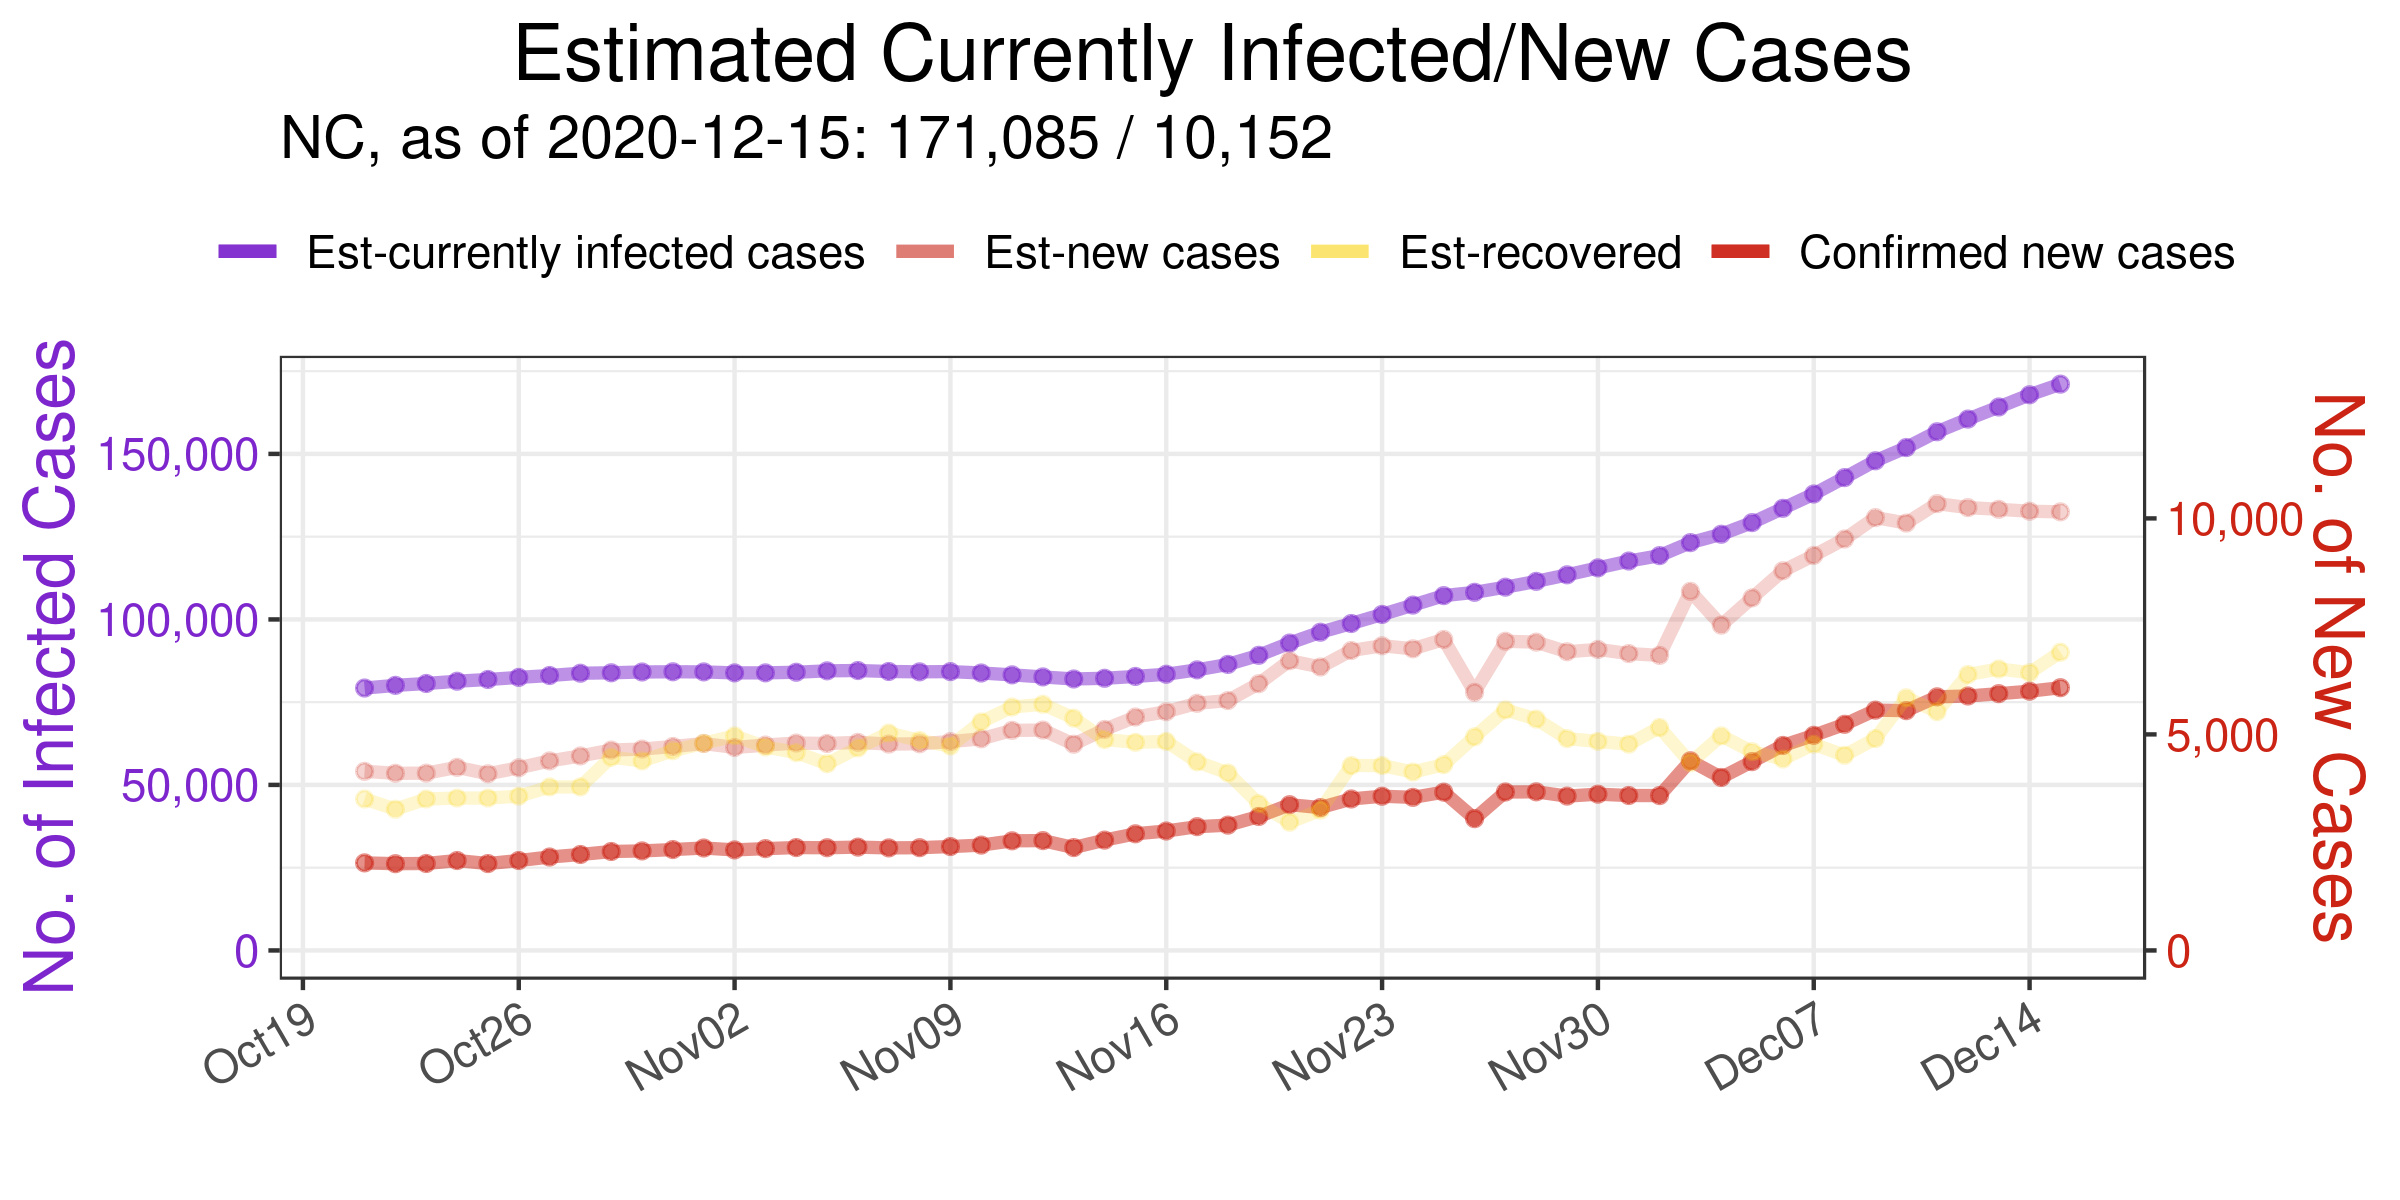 Estimated Currently Infected/New Cases
NC, as of 2020-12-15: 171,085 / 10,152
Est-currently infected cases Est-new cases Est-recovered Confirmed new cases
No. of Infected Cases
150,000
100,000
50,000
0
No. of New Cases
10,000
5,000
0
Oct19 Oct26 Nov02 Nov09 Nov16 Nov23 Nov30 Dec07 Dec14